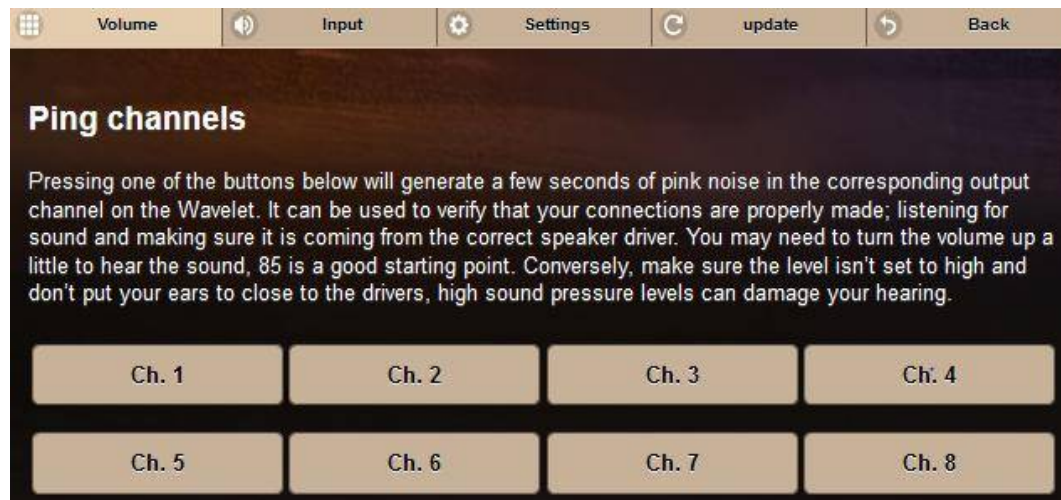 Volume Input Settings update Back
Ping channels
Pressing one of the buttons below will generate a few seconds of pink noise in the corresponding output
channel on the Wavelet. It can be used to verify that your connections are properly made; listening for
sound and making sure it is coming from the correct speaker driver. You may need to turn the volume up a
little to hear the sound, 85 is a good starting point. Conversely, make sure the level isn't set to high and
don't put your ears to close to the drivers, high sound pressure levels can damage your hearing.
Ch. 1 Ch. 2 Ch. 3 Ch. 4
Ch. 5 Ch. 6 Ch. 7 Ch. 8